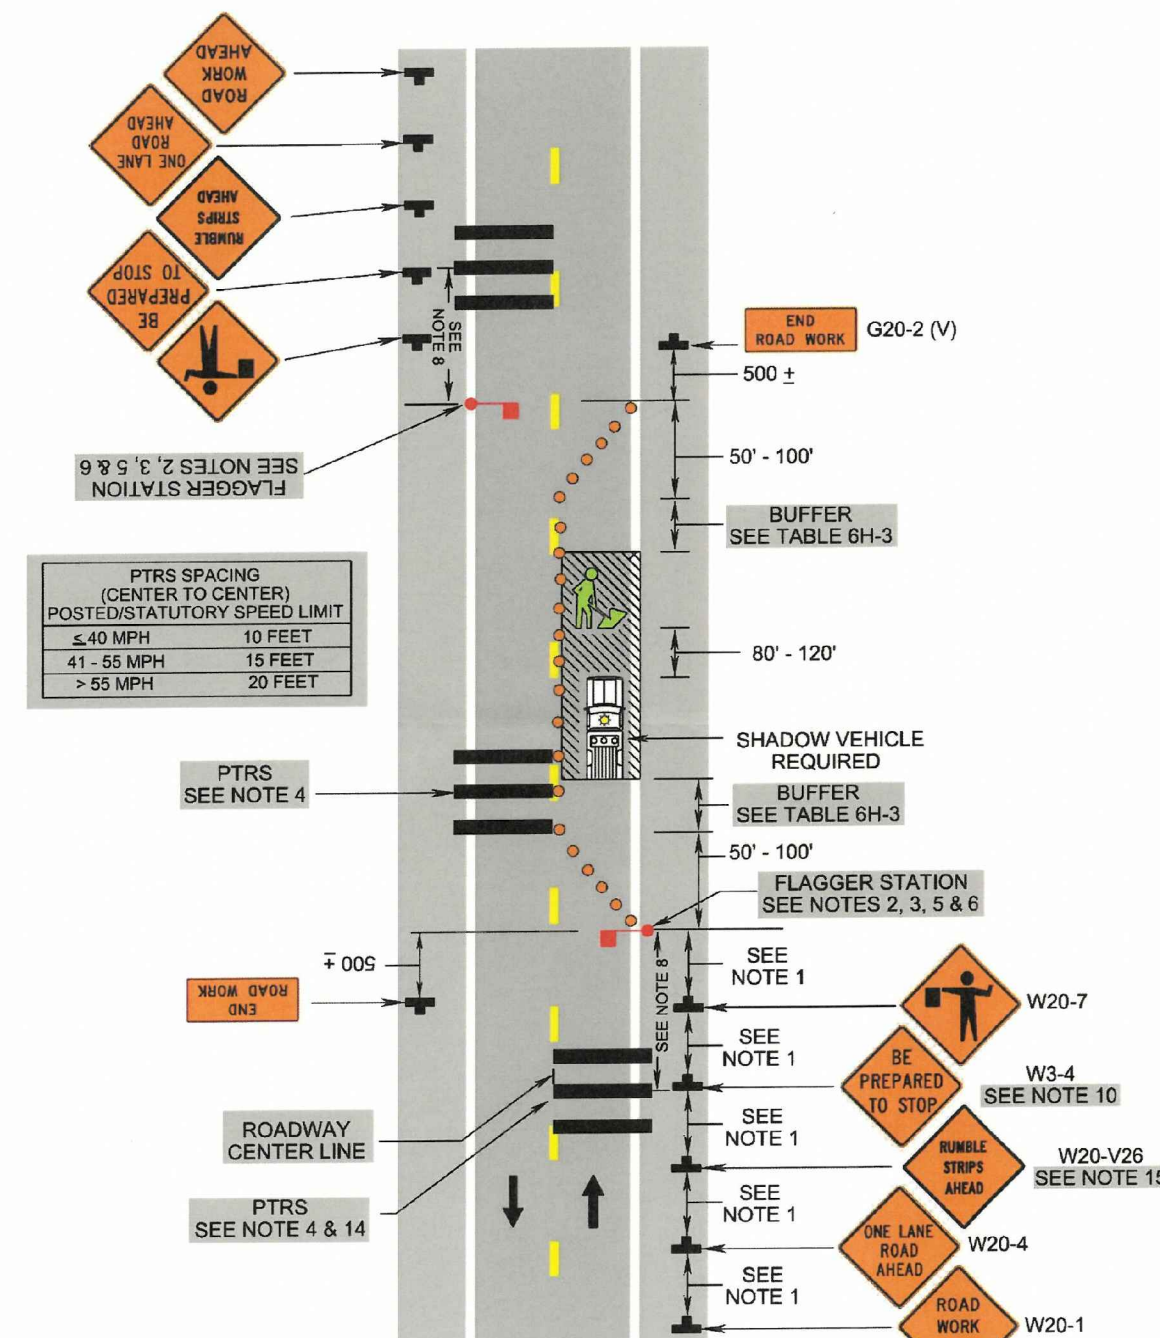 ROAD
WORK
AHEAD
ONE LANE
ROAD
AHEAD
RUMBLE
STRIPS
AHEAD
BE
PREPARED
TO STOP
SEE
NOTE 8
FLAGGER STATION
SEE NOTES 2, 3, 5 & 6
END
ROAD WORK
G20-2 (V)
500 ±
50' - 100'
BUFFER
SEE TABLE 6H-3
PTRS SPACING
(CENTER TO CENTER)
POSTED/STATUTORY SPEED LIMIT
≤40 MPH 10 FEET
41 - 55 MPH 15 FEET
> 55 MPH 20 FEET
80' - 120'
SHADOW VEHICLE
REQUIRED
PTRS
SEE NOTE 4
BUFFER
SEE TABLE 6H-3
50' - 100'
FLAGGER STATION
SEE NOTES 2, 3, 5 & 6
500 ±
END
ROAD WORK
SEE NOTE 8
SEE
NOTE 1
W20-7
SEE
NOTE 1
BE
PREPARED
TO STOP
W3-4
SEE NOTE 10
SEE
NOTE 1
RUMBLE
STRIPS
AHEAD
W20-V26
SEE NOTE 15
ROADWAY
CENTER LINE
PTRS
SEE NOTE 4 & 14
SEE
NOTE 1
ONE LANE
ROAD
AHEAD
W20-4
SEE
NOTE 1
ROAD
WORK
W20-1